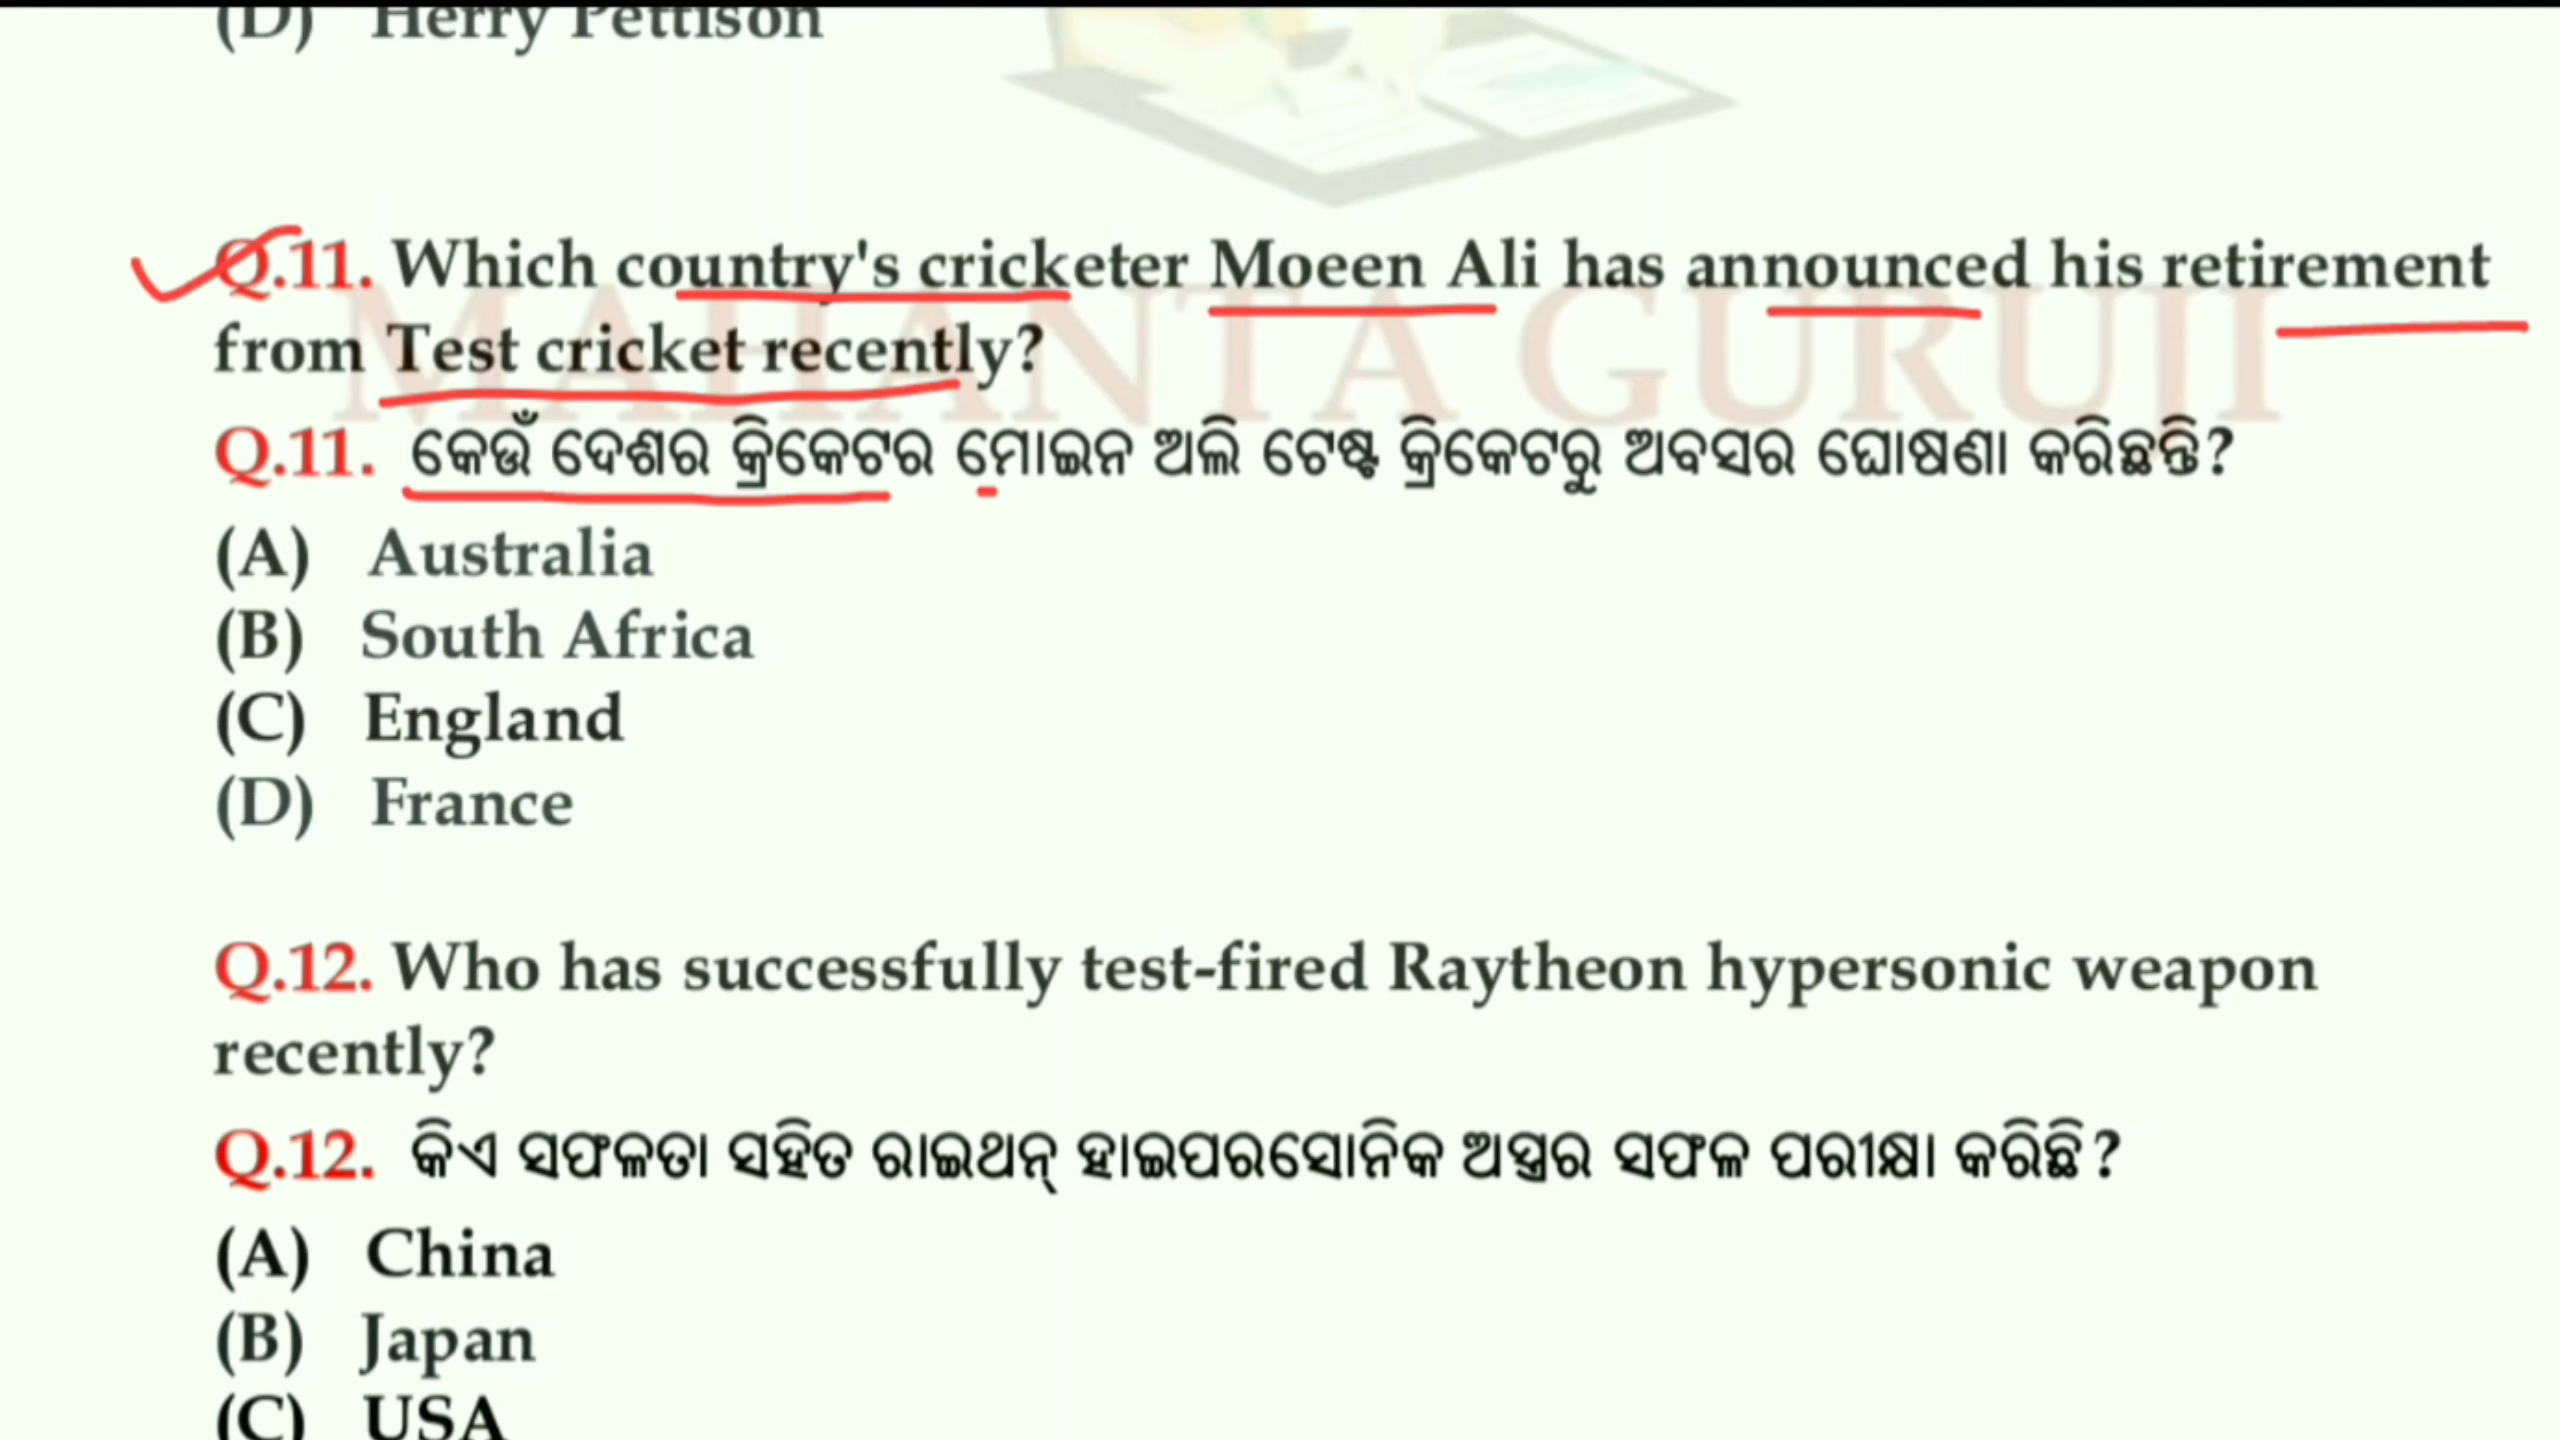 (D) Herry Pettison
Q.11. Which country's cricketer Moeen Ali has announced his retirement
from Test cricket recently?
MAHANTA GURUJI
Q.11. କେଉଁ ଦେଶର କ୍ରିକେଟର ମୋଇନ ଅଲି ଟେଷ୍ଟ କ୍ରିକେଟରୁ ଅବସର ଘୋଷଣା କରିଛନ୍ତି?
(A) Australia
(B) South Africa
(C) England
(D) France
Q.12. Who has successfully test-fired Raytheon hypersonic weapon
recently?
Q.12. କିଏ ସଫଳତା ସହିତ ରାଇଥନ୍ ହାଇପରସୋନିକ ଅସ୍ତ୍ରର ସଫଳ ପରୀକ୍ଷା କରିଛି?
(A) China
(B) Japan
(C) USA